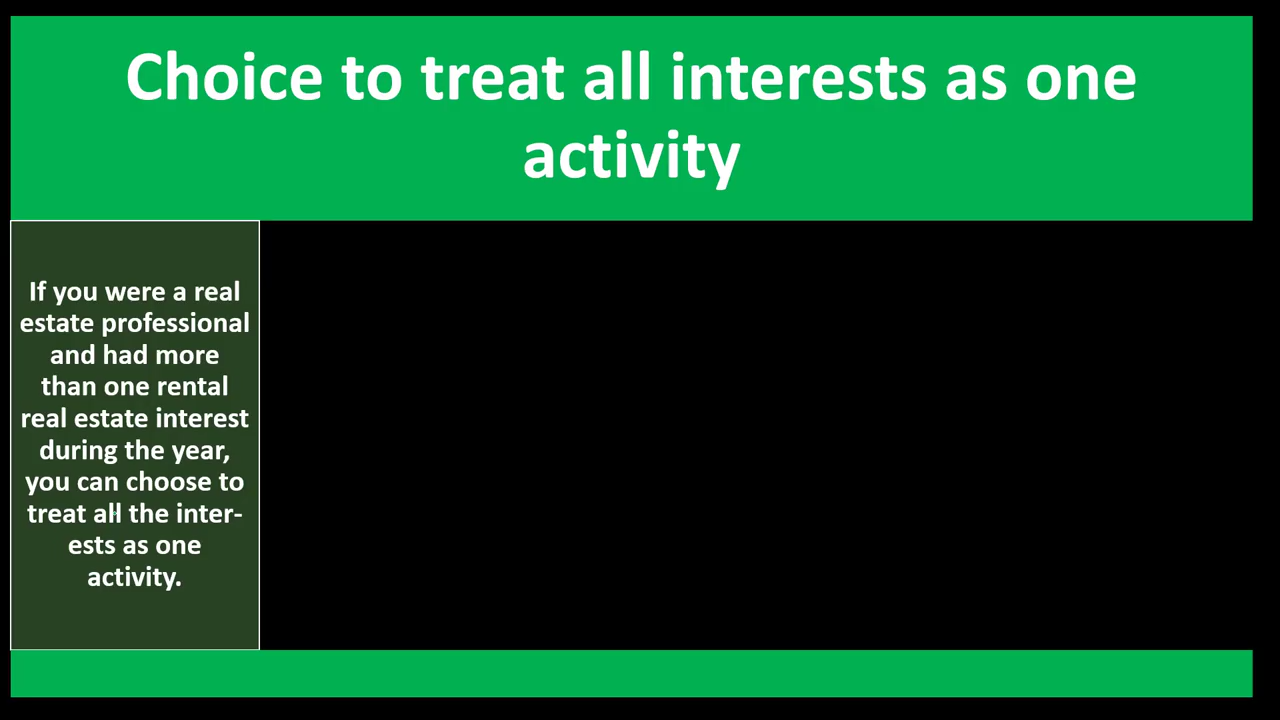 Choice to treat all interests as one
activity
If you were a real
estate professional
and had more
than one rental
real estate interest
during the year,
you can choose to
treat all the inter-
ests as one
activity.